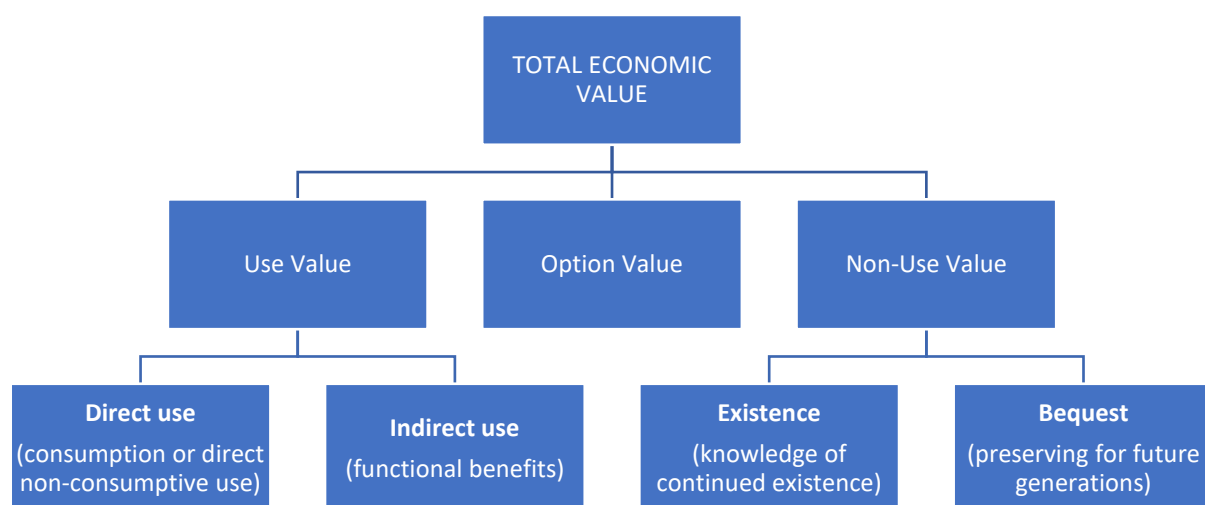 TOTAL ECONOMIC
VALUE
Use Value
Option Value
Non-Use Value
Direct use
(consumption or direct
non-consumptive use)
Indirect use
(functional benefits)
Existence
(knowledge of
continued existence)
Bequest
(preserving for future
generations)